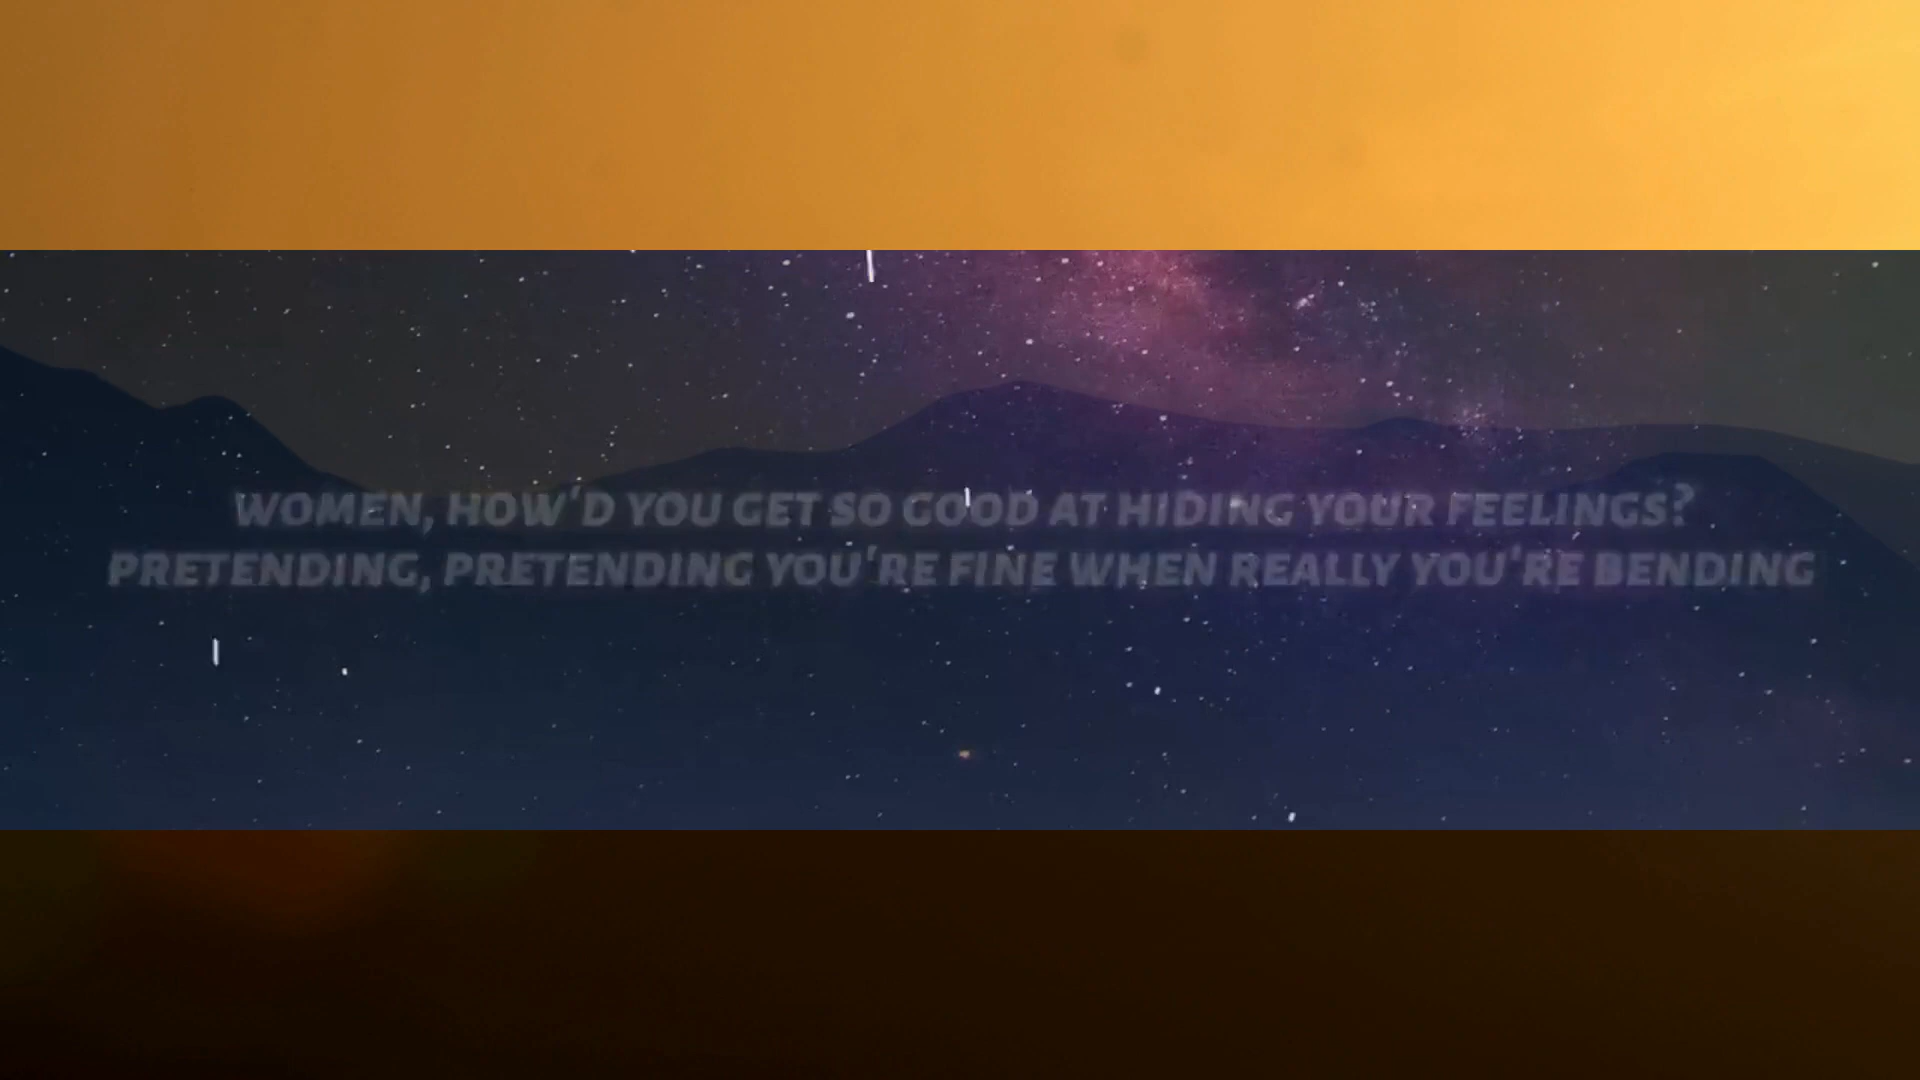 WOMEN, HOW'D YOU GET SO GOOD AT HIDING YOUR FEELINGS?
PRETENDING, PRETENDING YOU'RE FINE WHEN REALLY YOU'RE BENDING